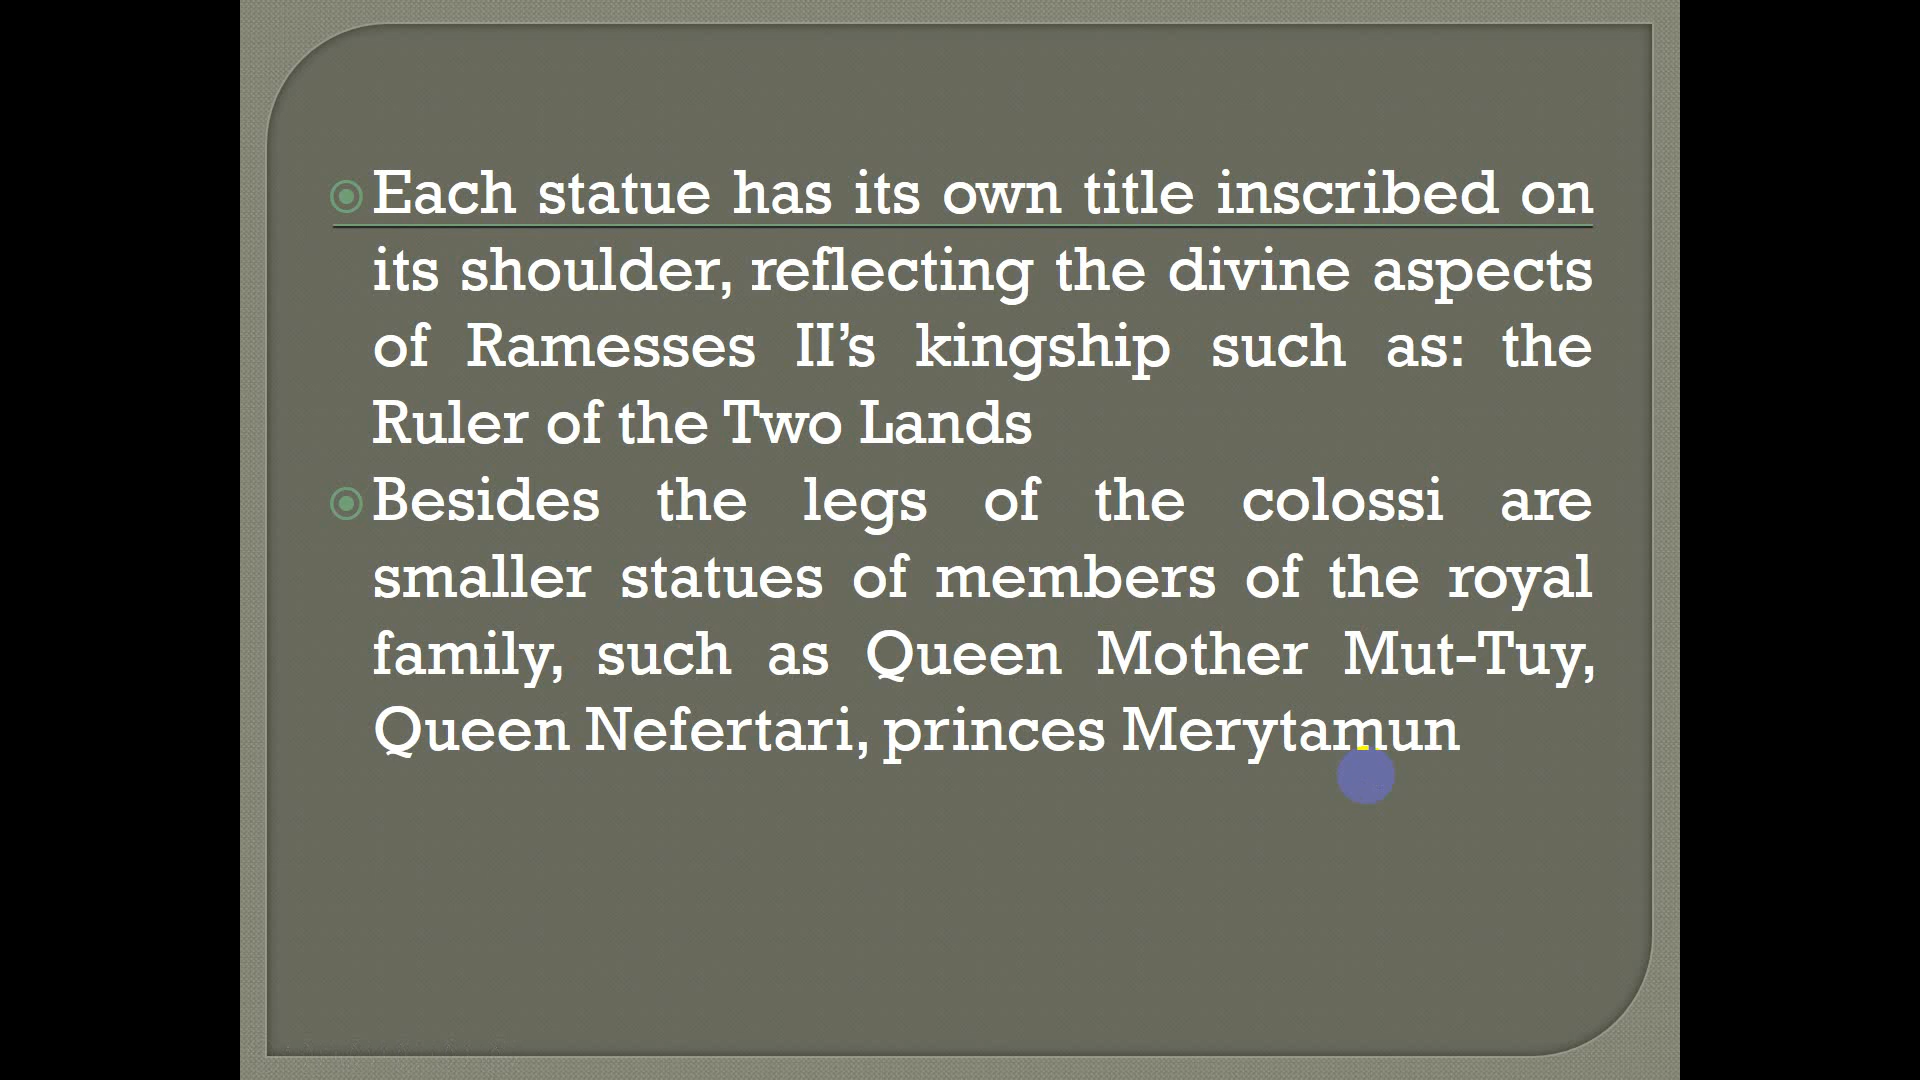 Each statue has its own title inscribed on
its shoulder, reflecting the divine aspects
of Ramesses II’s kingship such as: the
Ruler of the Two Lands
Besides the legs of the colossi are
smaller statues of members of the royal
family, such as Queen Mother Mut-Tuy,
Queen Nefertari, princes Merytamun